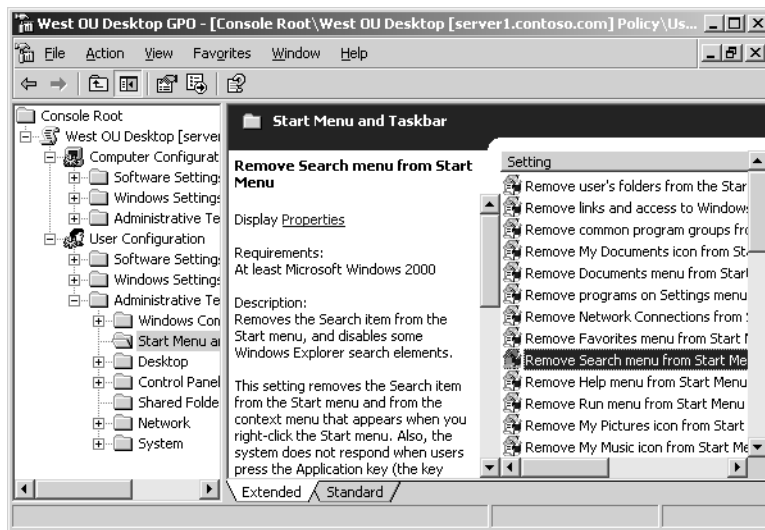 West OU Desktop GPO - [Console Root\West OU Desktop [server1.contoso.com] Policy\Us...
File Action View Favorites Window Help
Console Root
West OU Desktop [server
Computer Configurat
Software Settings
Windows Settings
Administrative Te
User Configuration
Software Settings
Windows Settings
Administrative Te
Windows Com
Start Menu an
Desktop
Control Panel
Shared Folde
Network
System
Start Menu and Taskbar
Remove Search menu from Start
Menu
Display Properties
Requirements:
At least Microsoft Windows 2000
Description:
Removes the Search item from the
Start menu, and disables some
Windows Explorer search elements.
This setting removes the Search item
from the Start menu and from the
context menu that appears when you
right-click the Start menu. Also, the
system does not respond when users
press the Application key (the key
Setting
Remove user's folders from the Star
Remove links and access to Windows
Remove common program groups fro
Remove My Documents icon from Sta
Remove Documents menu from Start
Remove programs on Settings menu
Remove Network Connections from S
Remove Favorites menu from Start M
Remove Search menu from Start Me
Remove Help menu from Start Menu
Remove Run menu from Start Menu
Remove My Pictures icon from Start
Remove My Music icon from Start Me
Extended Standard